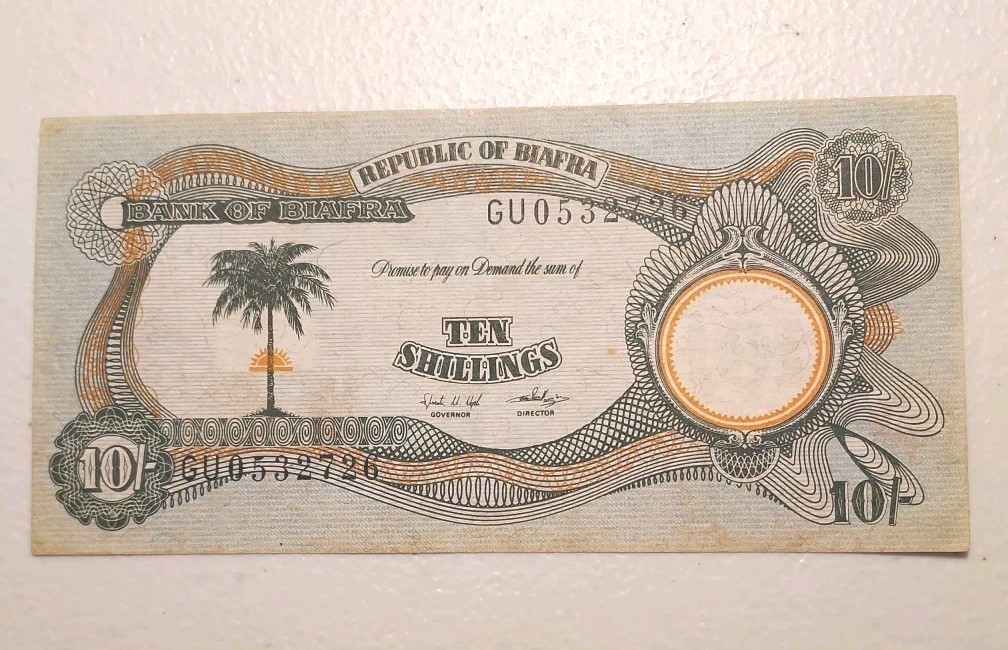 REPUBLIC OF BIAFRA
10/-
BANK OF BIAFRA
GU0532726
Promise to pay on Demand the sum of
TEN
SHILLINGS
GOVERNOR
DIRECTOR
10/-
GU0532726
10/-